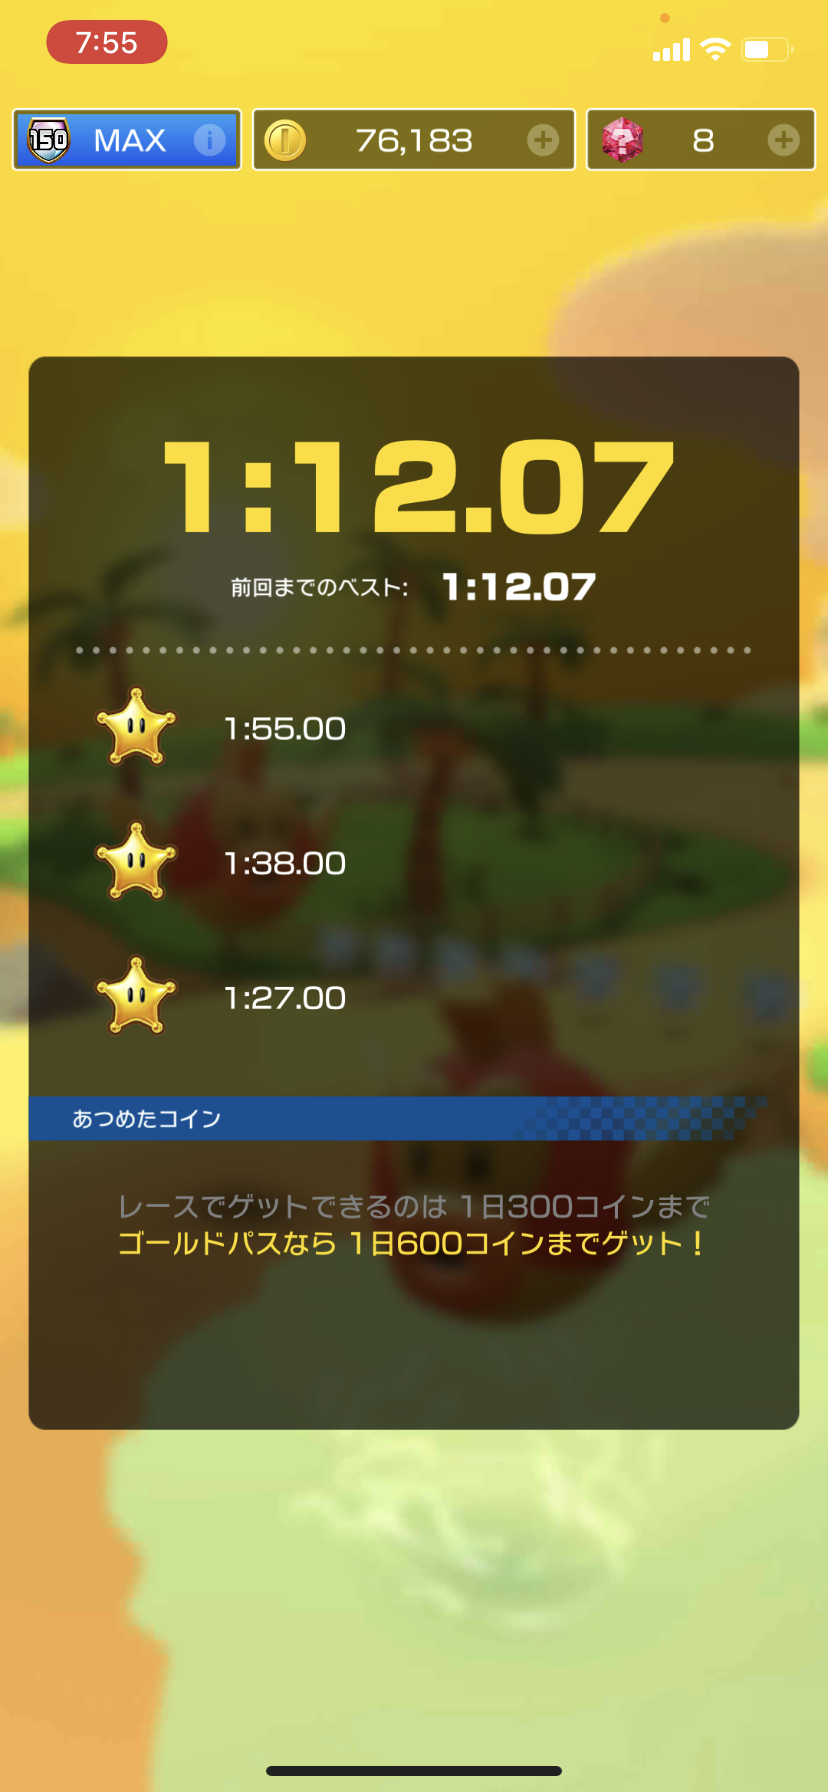 7:55
150 MAX i 76,183 + ? 8 +
1:12.07
前回までのベスト: 1:12.07
1:55.00
1:38.00
1:27.00
あつめたコイン
レースでゲットできるのは 1日300コインまで
ゴールドパスなら 1日600コインまでゲット！